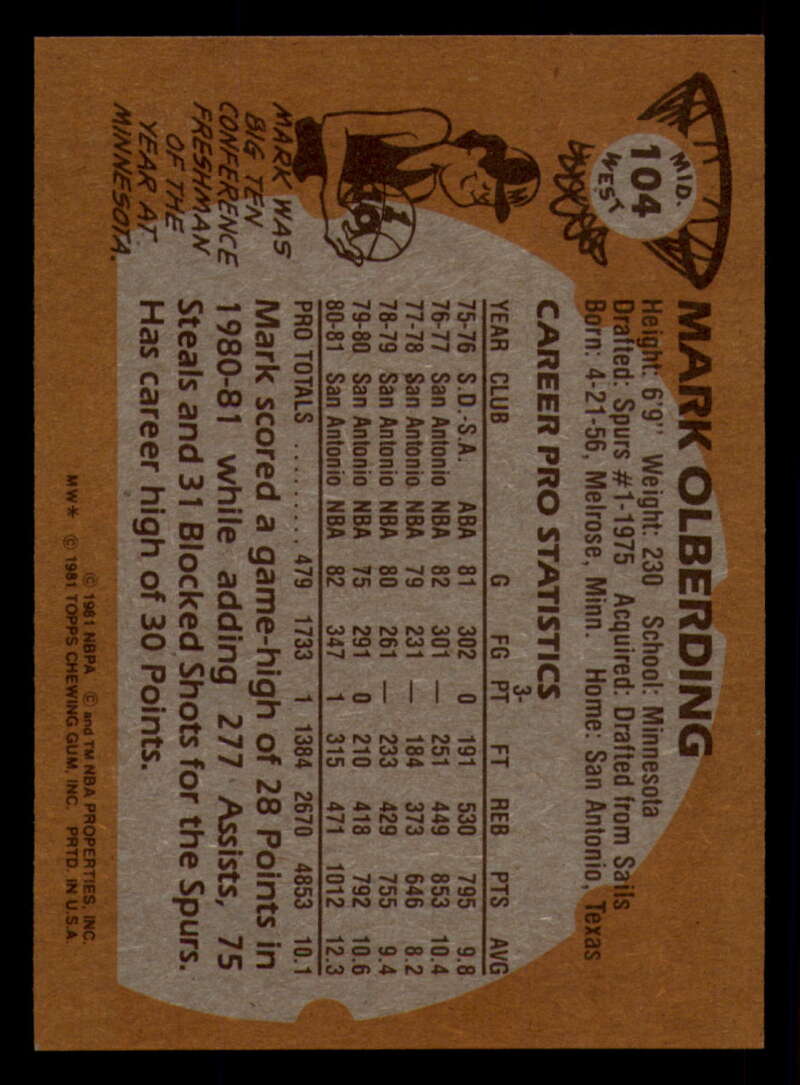 MID.
104
WEST
MARK OLBERDING
Height: 6'9" Weight: 230 School: Minnesota
Drafted: Spurs #1-1975 Acquired: Drafted from Sails
Born: 4-21-56, Melrose, Minn. Home: San Antonio, Texas
M
1
10
MARK WAS
BIG TEN
CONFERENCE
FRESHMAN
OF THE
YEAR AT
MINNESOTA.
CAREER PRO STATISTICS
3-
YEAR CLUB G FG PT FT REB PTS AVG
75-76 S.D.-S.A. ABA 81 302 0 191 530 795 9.8
76-77 San Antonio NBA 82 301 — 251 449 853 10.4
77-78 San Antonio NBA 79 231 — 184 373 646 8.2
78-79 San Antonio NBA 80 261 — 233 429 755 9.4
79-80 San Antonio NBA 75 291 0 210 418 792 10.6
80-81 San Antonio NBA 82 347 1 315 471 1012 12.3
PRO TOTALS .......... 479 1733 1 1384 2670 4853 10.1
Mark scored a game-high of 28 Points in
1980-81 while adding 277 Assists, 75
Steals and 31 Blocked Shots for the Spurs.
Has career high of 30 Points.
© 1981 NBPA © and TM NBA PROPERTIES, INC.
MW* © 1981 TOPPS CHEWING GUM, INC. PRTD. IN U.S.A.